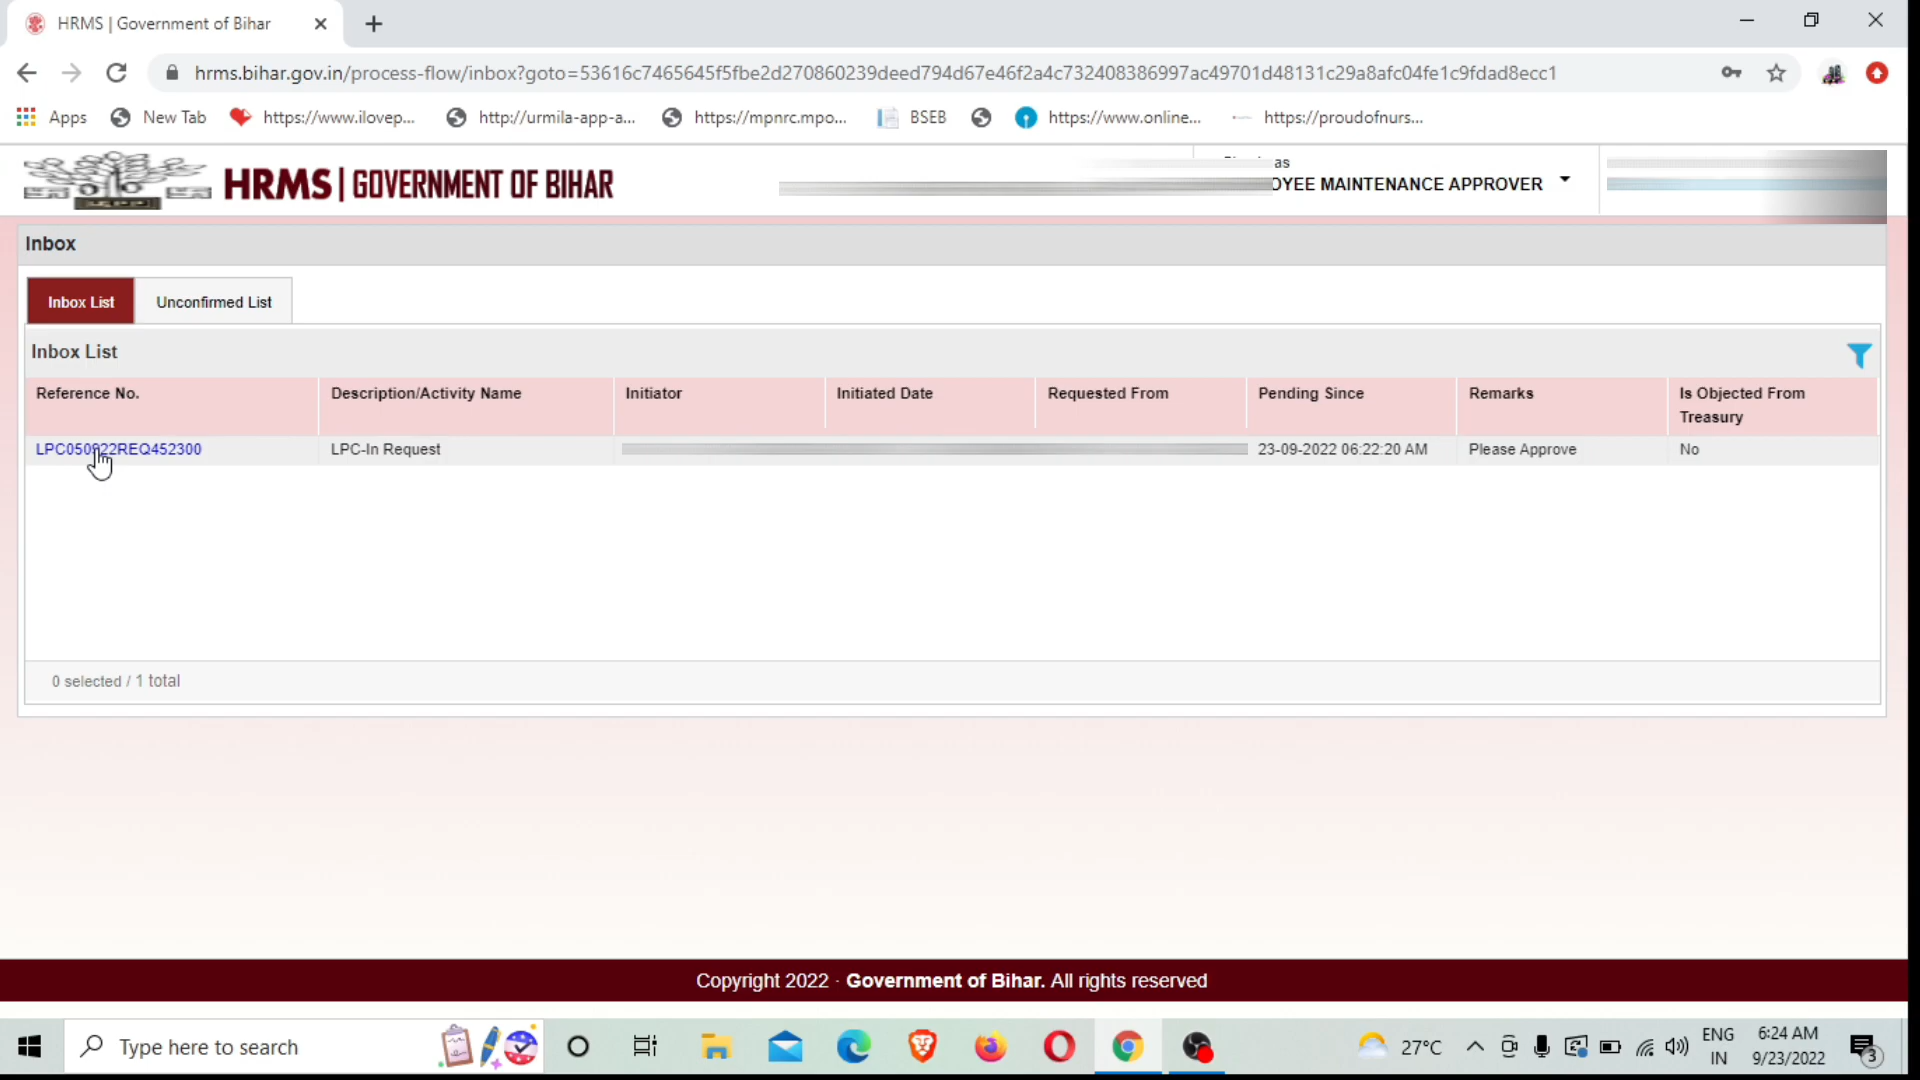 HRMS | Government of Bihar
hrms.bihar.gov.in/process-flow/inbox?goto=53616c7465645f5fbe2d270860239deed794d67e46f2a4c732408386997ac49701d48131c29a8afc04fe1c9fdad8ecc1
Apps New Tab https://www.ilovep... http://urmila-app-a... https://mpnrc.mpo... BSEB https://www.online... https://proudofnurs...
HRMS | GOVERNMENT OF BIHAR
as
OYEE MAINTENANCE APPROVER
Inbox
Inbox List Unconfirmed List
Inbox List
Reference No. Description/Activity Name Initiator Initiated Date Requested From Pending Since Remarks Is Objected From
Treasury
LPC050922REQ452300 LPC-In Request 23-09-2022 06:22:20 AM Please Approve No
0 selected / 1 total
Copyright 2022 · Government of Bihar. All rights reserved
Type here to search
27°C
ENG
IN
6:24 AM
9/23/2022
3